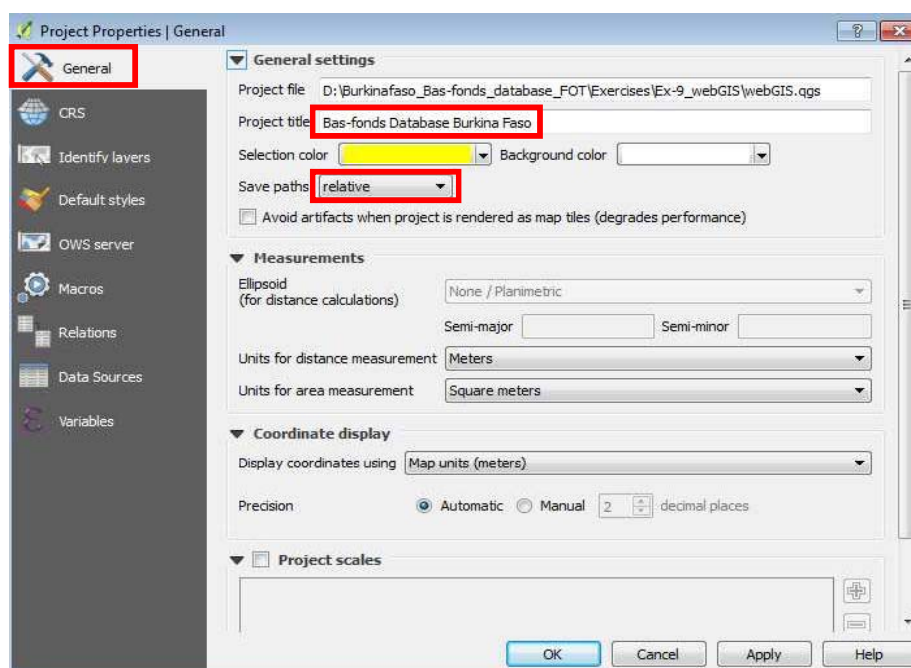 Project Properties | General
General
CRS
Identify layers
Default styles
OWS server
Macros
Relations
Data Sources
Variables
General settings
Project file D:\Burkinafaso_Bas-fonds_database_FOT\Exercises\Ex-9_webGIS\webGIS.qgs
Project title Bas-fonds Database Burkina Faso
Selection color Background color
Save paths relative
Avoid artifacts when project is rendered as map tiles (degrades performance)
Measurements
Ellipsoid
(for distance calculations) None / Planimetric
Semi-major Semi-minor
Units for distance measurement Meters
Units for area measurement Square meters
Coordinate display
Display coordinates using Map units (meters)
Precision Automatic Manual 2 decimal places
Project scales
OK Cancel Apply Help